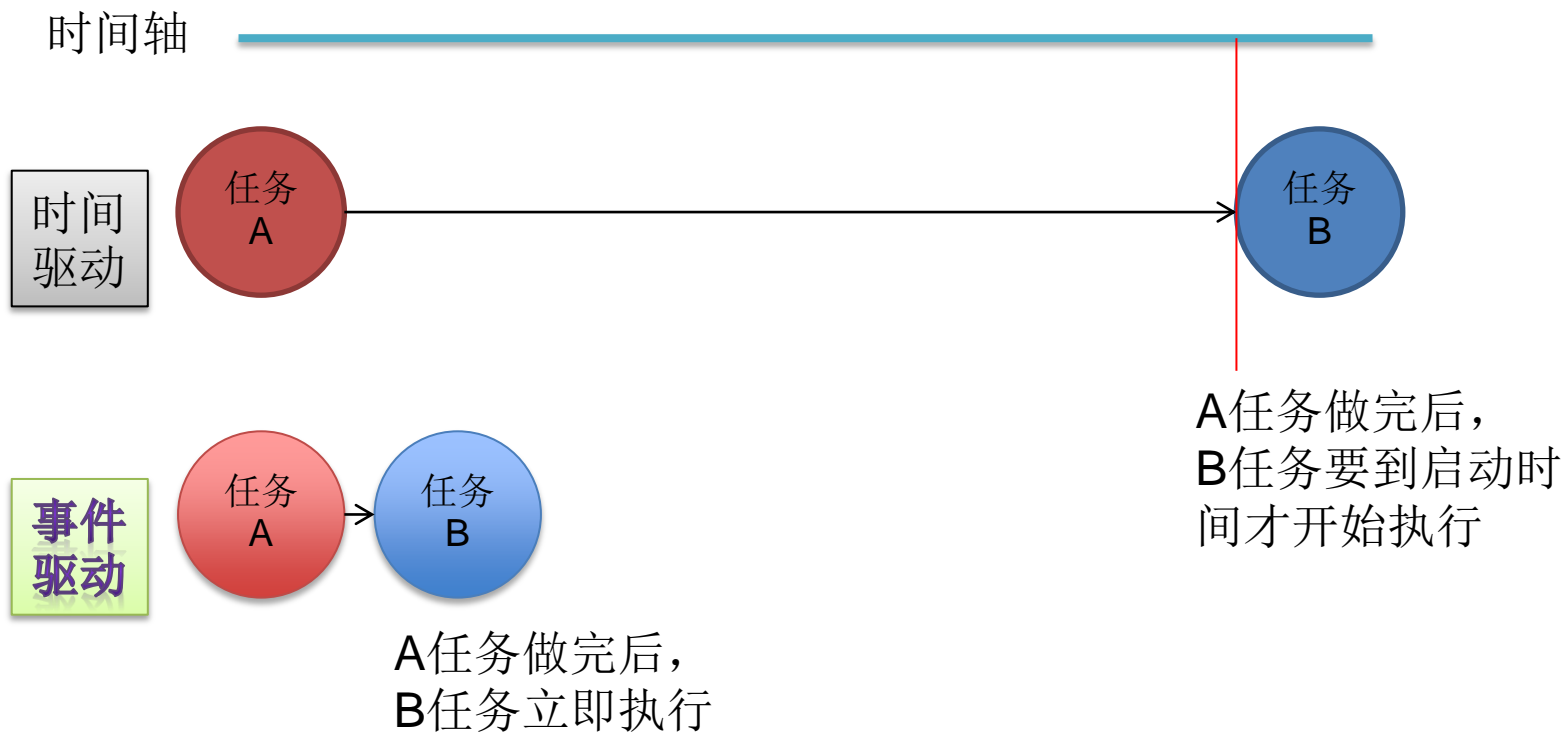 时间轴
时间
驱动
任务
A
任务
B
A任务做完后，
B任务要到启动时
间才开始执行
事件
驱动
任务
A
任务
B
A任务做完后，
B任务立即执行